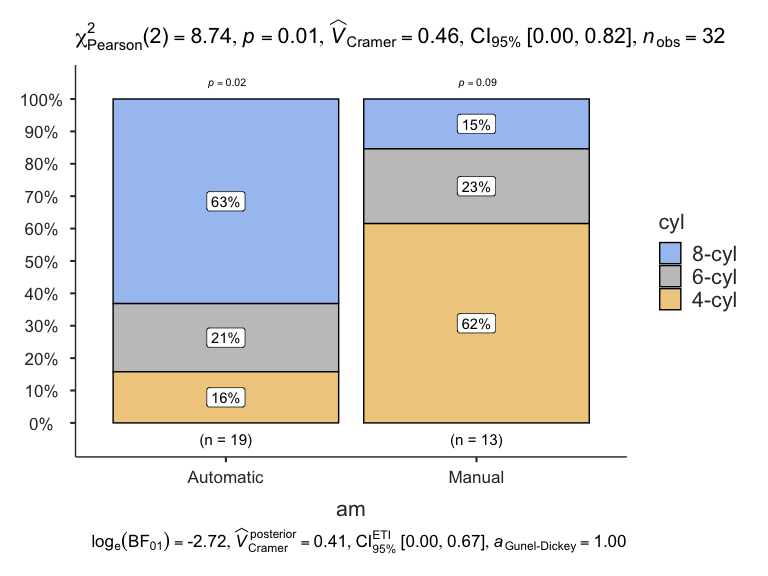 χ²Pearson(2) = 8.74, p = 0.01, V̂Cramer = 0.46, CI95% [0.00, 0.82], nobs = 32
p = 0.02
p = 0.09
100%
90%
80%
70%
60%
50%
40%
30%
20%
10%
0%
63%
21%
16%
15%
23%
62%
(n = 19)
(n = 13)
Automatic
Manual
am
cyl
8-cyl
6-cyl
4-cyl
loge(BF01) = -2.72, V̂posteriorCramer = 0.41, CIETI95% [0.00, 0.67], aGunel-Dickey = 1.00